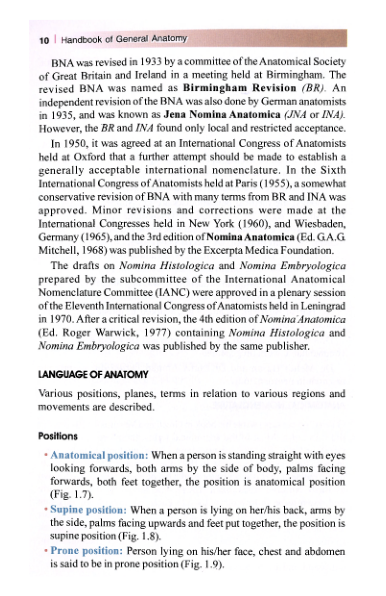 10 | Handbook of General Anatomy
BNA was revised in 1933 by a committee of the Anatomical Society
of Great Britain and Ireland in a meeting held at Birmingham. The
revised BNA was named as Birmingham Revision (BR). An
independent revision of the BNA was also done by German anatomists
in 1935, and was known as Jena Nomina Anatomica (JNA or INA).
However, the BR and INA found only local and restricted acceptance.
In 1950, it was agreed at an International Congress of Anatomists
held at Oxford that a further attempt should be made to establish a
generally acceptable international nomenclature. In the Sixth
International Congress of Anatomists held at Paris (1955), a somewhat
conservative revision of BNA with many terms from BR and INA was
approved. Minor revisions and corrections were made at the
International Congresses held in New York (1960), and Wiesbaden,
Germany (1965), and the 3rd edition of Nomina Anatomica (Ed. G.A.G.
Mitchell, 1968) was published by the Excerpta Medica Foundation.
The drafts on Nomina Histologica and Nomina Embryologica
prepared by the subcommittee of the International Anatomical
Nomenclature Committee (IANC) were approved in a plenary session
of the Eleventh International Congress of Anatomists held in Leningrad
in 1970. After a critical revision, the 4th edition of Nomina Anatomica
(Ed. Roger Warwick, 1977) containing Nomina Histologica and
Nomina Embryologica was published by the same publisher.
LANGUAGE OF ANATOMY
Various positions, planes, terms in relation to various regions and
movements are described.
Positions
• Anatomical position: When a person is standing straight with eyes
looking forwards, both arms by the side of body, palms facing
forwards, both feet together, the position is anatomical position
(Fig. 1.7).
• Supine position: When a person is lying on her/his back, arms by
the side, palms facing upwards and feet put together, the position is
supine position (Fig. 1.8).
• Prone position: Person lying on his/her face, chest and abdomen
is said to be in prone position (Fig. 1.9).